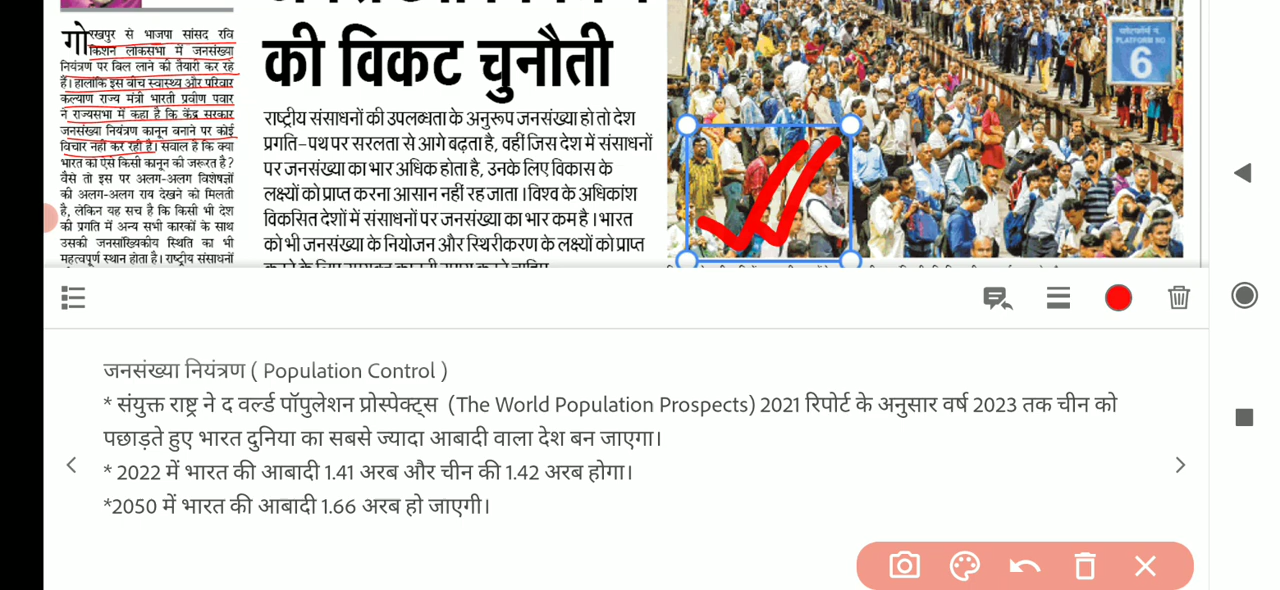 की विकट चुनौती
गोरखपुर से भाजपा सांसद रवि
किशन लोकसभा में जनसंख्या
नियंत्रण पर बिल लाने की तैयारी कर रहे
हैं। हालांकि इस बीच स्वास्थ्य और परिवार
कल्याण राज्य मंत्री भारती प्रवीण पवार
ने राज्यसभा में कहा है कि केंद्र सरकार
जनसंख्या नियंत्रण कानून बनाने पर कोई
विचार नहीं कर रही है। सवाल है कि क्या
भारत को ऐसे किसी कानून की जरूरत है?
वैसे तो इस पर अलग-अलग विशेषज्ञों
की अलग-अलग राय देखने को मिलती
है, लेकिन यह सच है कि किसी भी देश
की प्रगति में अन्य सभी कारकों के साथ
उसकी जनसांख्यिकीय स्थिति का भी
महत्वपूर्ण स्थान होता है। राष्ट्रीय संसाधनों
राष्ट्रीय संसाधनों की उपलब्धता के अनुरूप जनसंख्या हो तो देश
प्रगति-पथ पर सरलता से आगे बढ़ता है, वहीं जिस देश में संसाधनों
पर जनसंख्या का भार अधिक होता है, उनके लिए विकास के
लक्ष्यों को प्राप्त करना आसान नहीं रह जाता। विश्व के अधिकांश
विकसित देशों में संसाधनों पर जनसंख्या का भार कम है। भारत
को भी जनसंख्या के नियोजन और स्थिरीकरण के लक्ष्यों को प्राप्त
प्लेटफॉर्म नं.
PLATFORM NO
6
जनसंख्या नियंत्रण ( Population Control )
* संयुक्त राष्ट्र ने द वर्ल्ड पॉपुलेशन प्रोस्पेक्ट्स (The World Population Prospects) 2021 रिपोर्ट के अनुसार वर्ष 2023 तक चीन को
पछाड़ते हुए भारत दुनिया का सबसे ज्यादा आबादी वाला देश बन जाएगा।
* 2022 में भारत की आबादी 1.41 अरब और चीन की 1.42 अरब होगा।
*2050 में भारत की आबादी 1.66 अरब हो जाएगी।